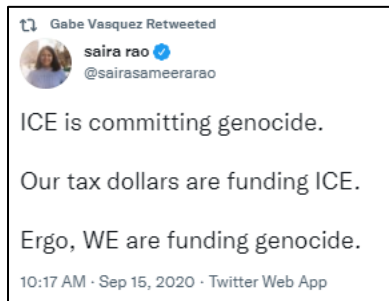 Gabe Vasquez Retweeted
saira rao
@sairasameerarao
ICE is committing genocide.
Our tax dollars are funding ICE.
Ergo, WE are funding genocide.
10:17 AM · Sep 15, 2020 · Twitter Web App